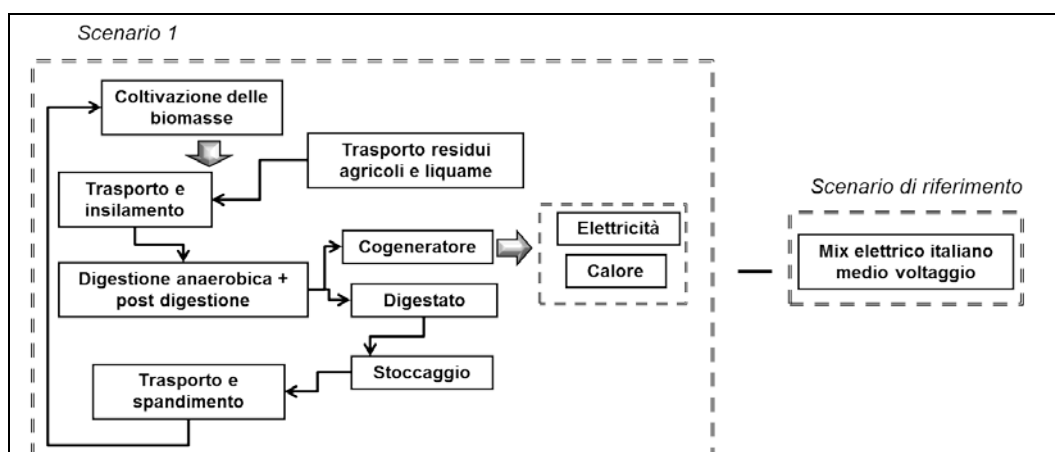 Scenario 1
Coltivazione delle
biomasse
Trasporto residui
agricoli e liquame
Trasporto e
insilamento
Scenario di riferimento
Elettricità
Cogeneratore
Calore
Mix elettrico italiano
medio voltaggio
Digestione anaerobica +
post digestione
Digestato
Stoccaggio
Trasporto e
spandimento